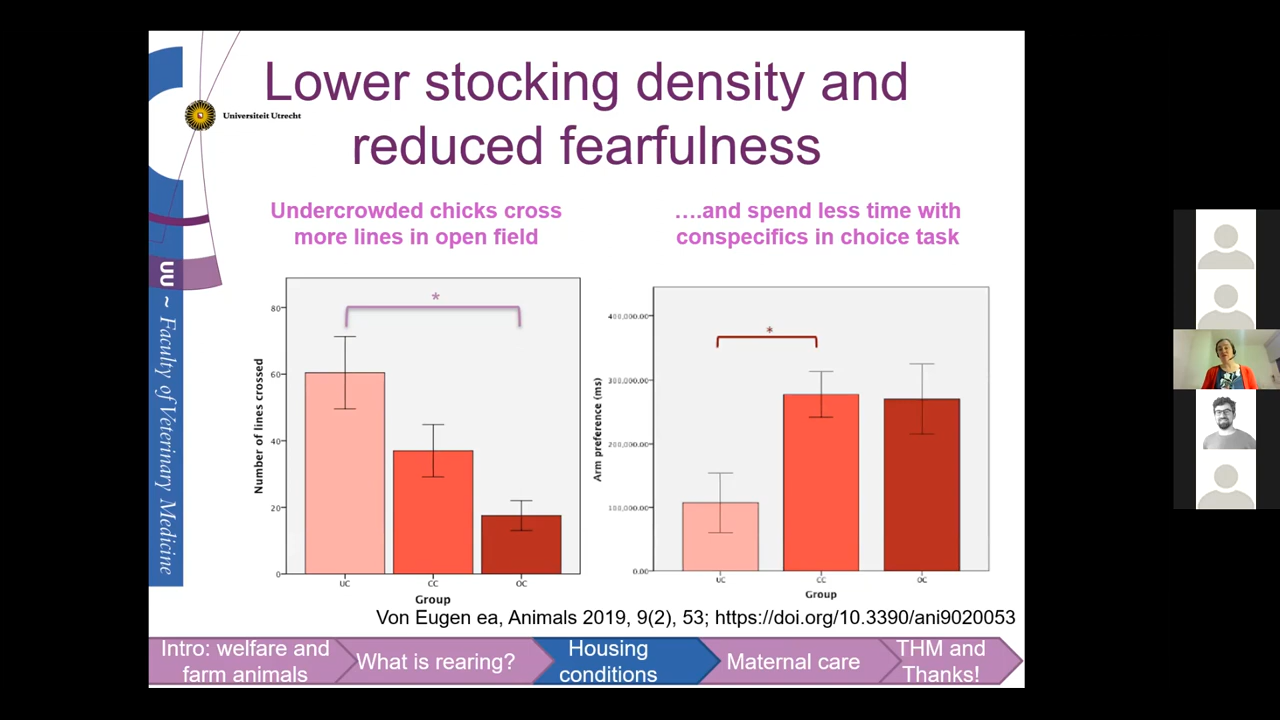 Lower stocking density and
reduced fearfulness
Universiteit Utrecht
Undercrowded chicks cross
more lines in open field
….and spend less time with
conspecifics in choice task
UU ~ Faculty of Veterinary Medicine
Number of lines crossed
80
60
40
20
0
*
UC
CC
OC
Group
Arm preference (ms)
400,000.00
300,000.00
200,000.00
100,000.00
0.00
*
UC
CC
OC
Group
Von Eugen ea, Animals 2019, 9(2), 53; https://doi.org/10.3390/ani9020053
Intro: welfare and
farm animals
What is rearing?
Housing
conditions
Maternal care
THM and
Thanks!